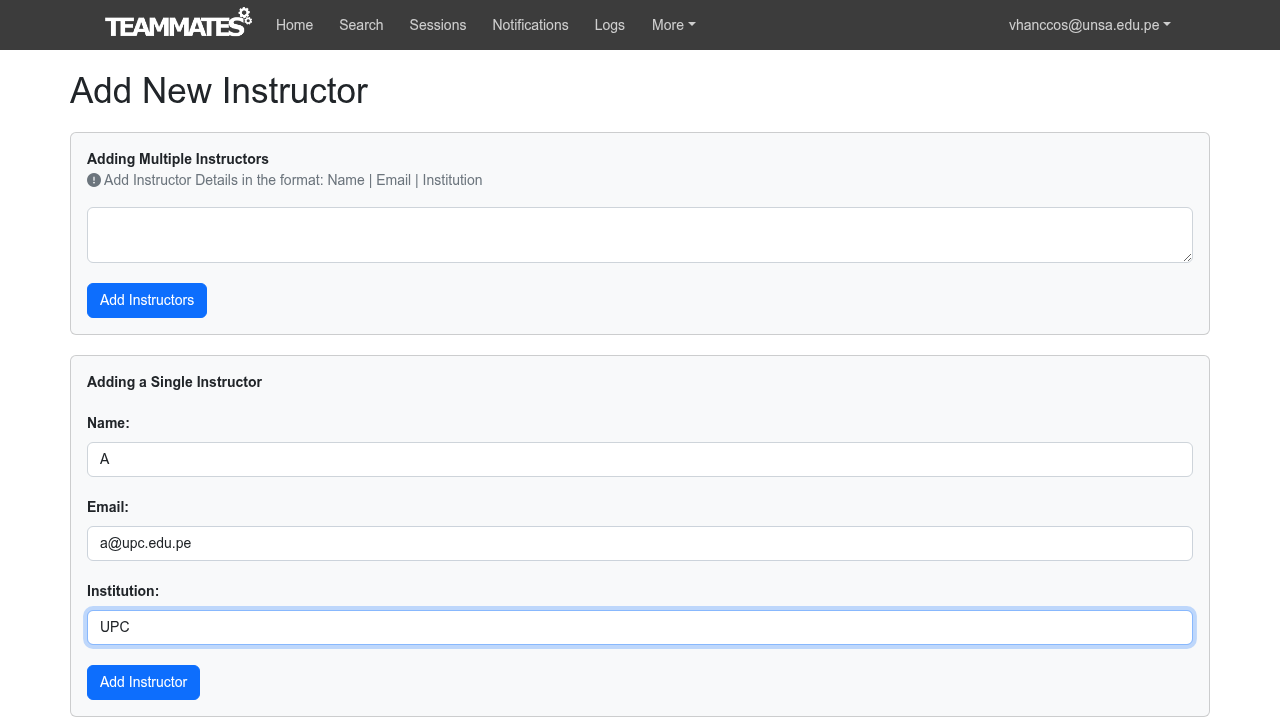 TEAMMATES Home Search Sessions Notifications Logs More vhanccos@unsa.edu.pe
Add New Instructor
Adding Multiple Instructors
Add Instructor Details in the format: Name | Email | Institution
Add Instructors
Adding a Single Instructor
Name:
A
Email:
a@upc.edu.pe
Institution:
UPC
Add Instructor